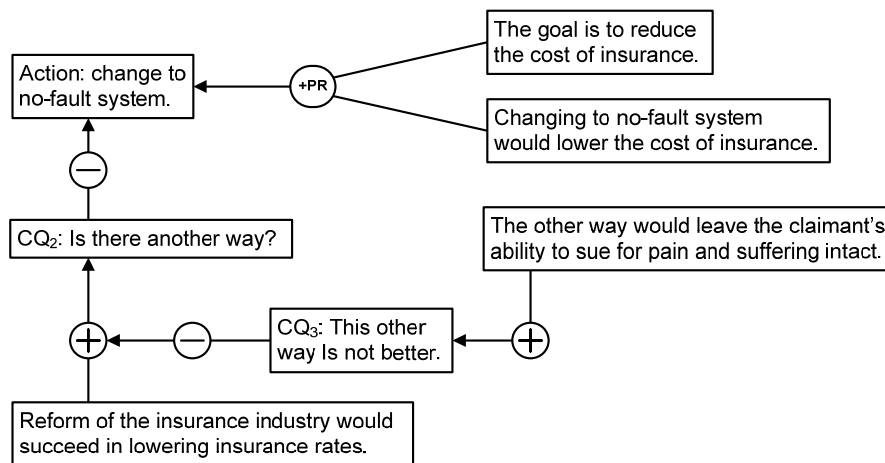 The goal is to reduce
the cost of insurance.
Action: change to
no-fault system.
+PR
Changing to no-fault system
would lower the cost of insurance.
−
CQ₂: Is there another way?
The other way would leave the claimant's
ability to sue for pain and suffering intact.
+
−
CQ₃: This other
way Is not better.
+
Reform of the insurance industry would
succeed in lowering insurance rates.